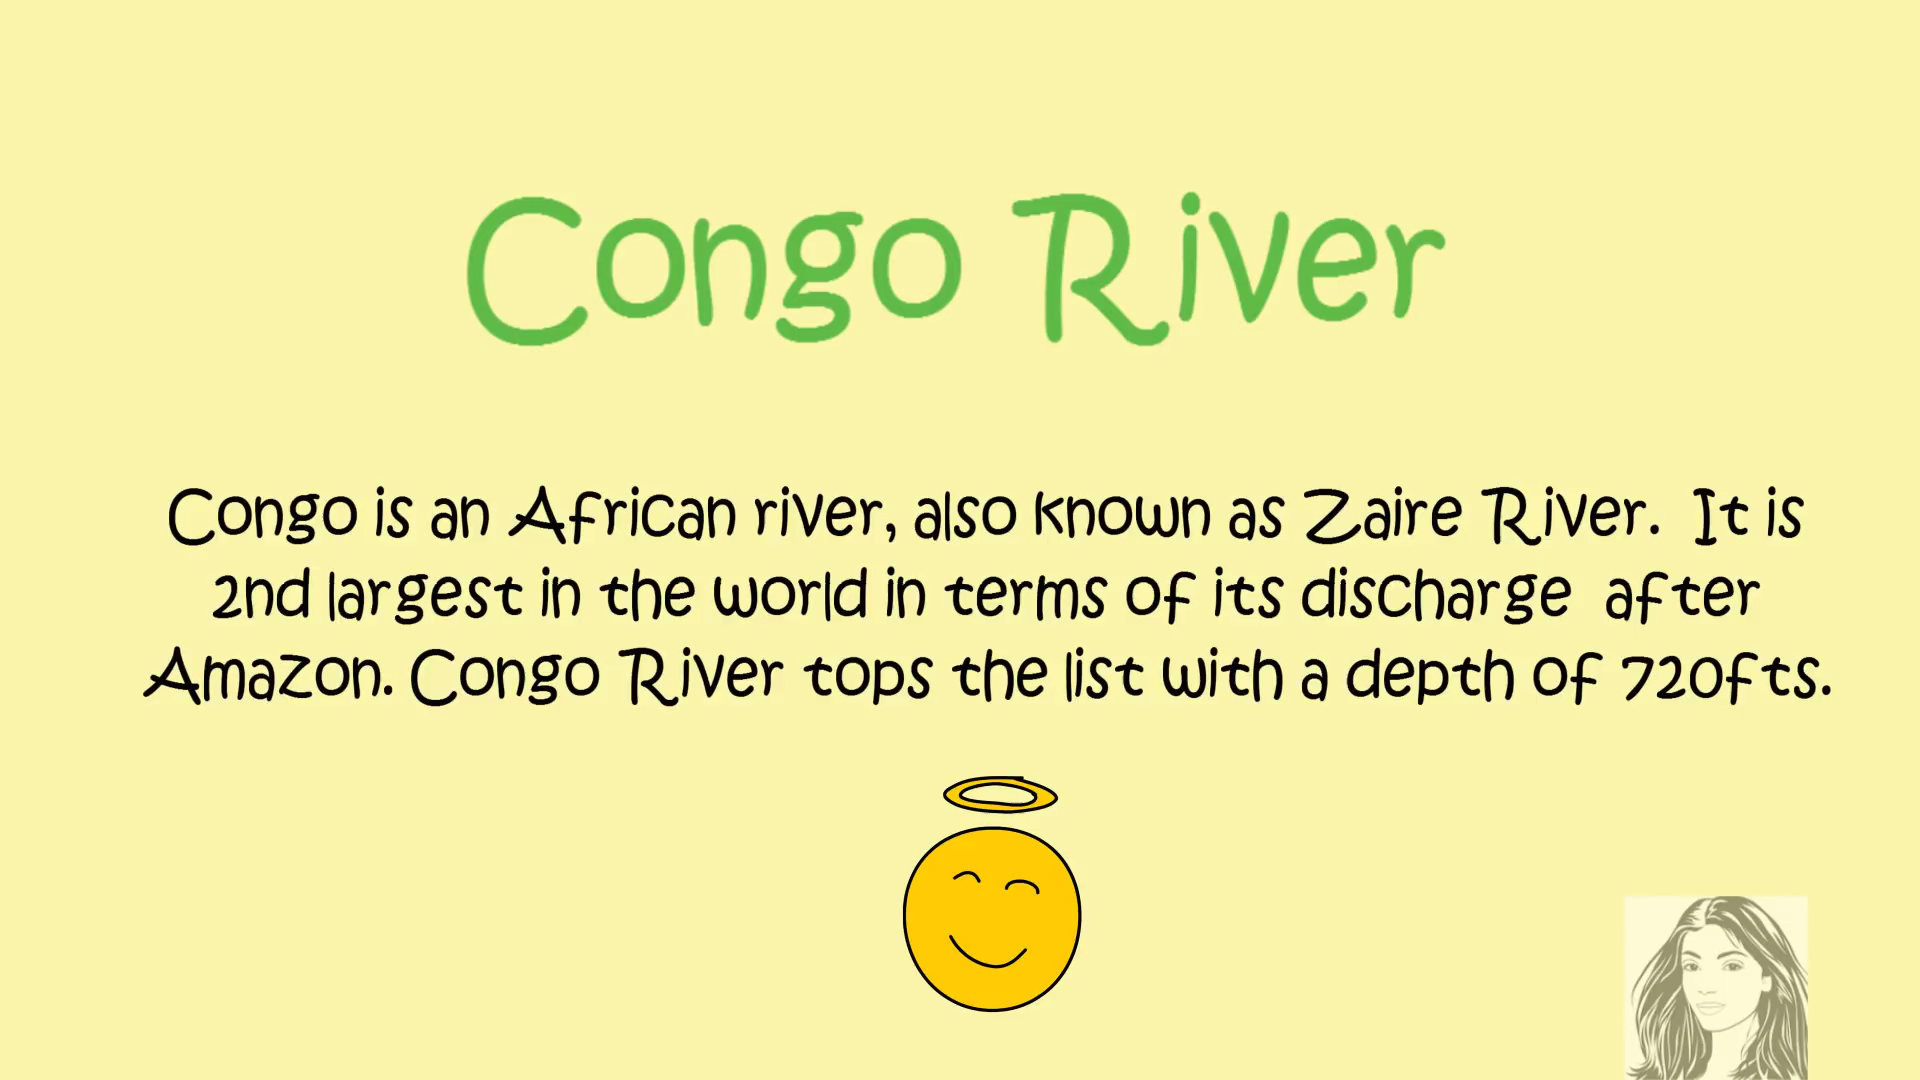 Congo River
Congo is an African river, also known as Zaire River. It is
2nd largest in the world in terms of its discharge after
Amazon. Congo River tops the list with a depth of 720fts.